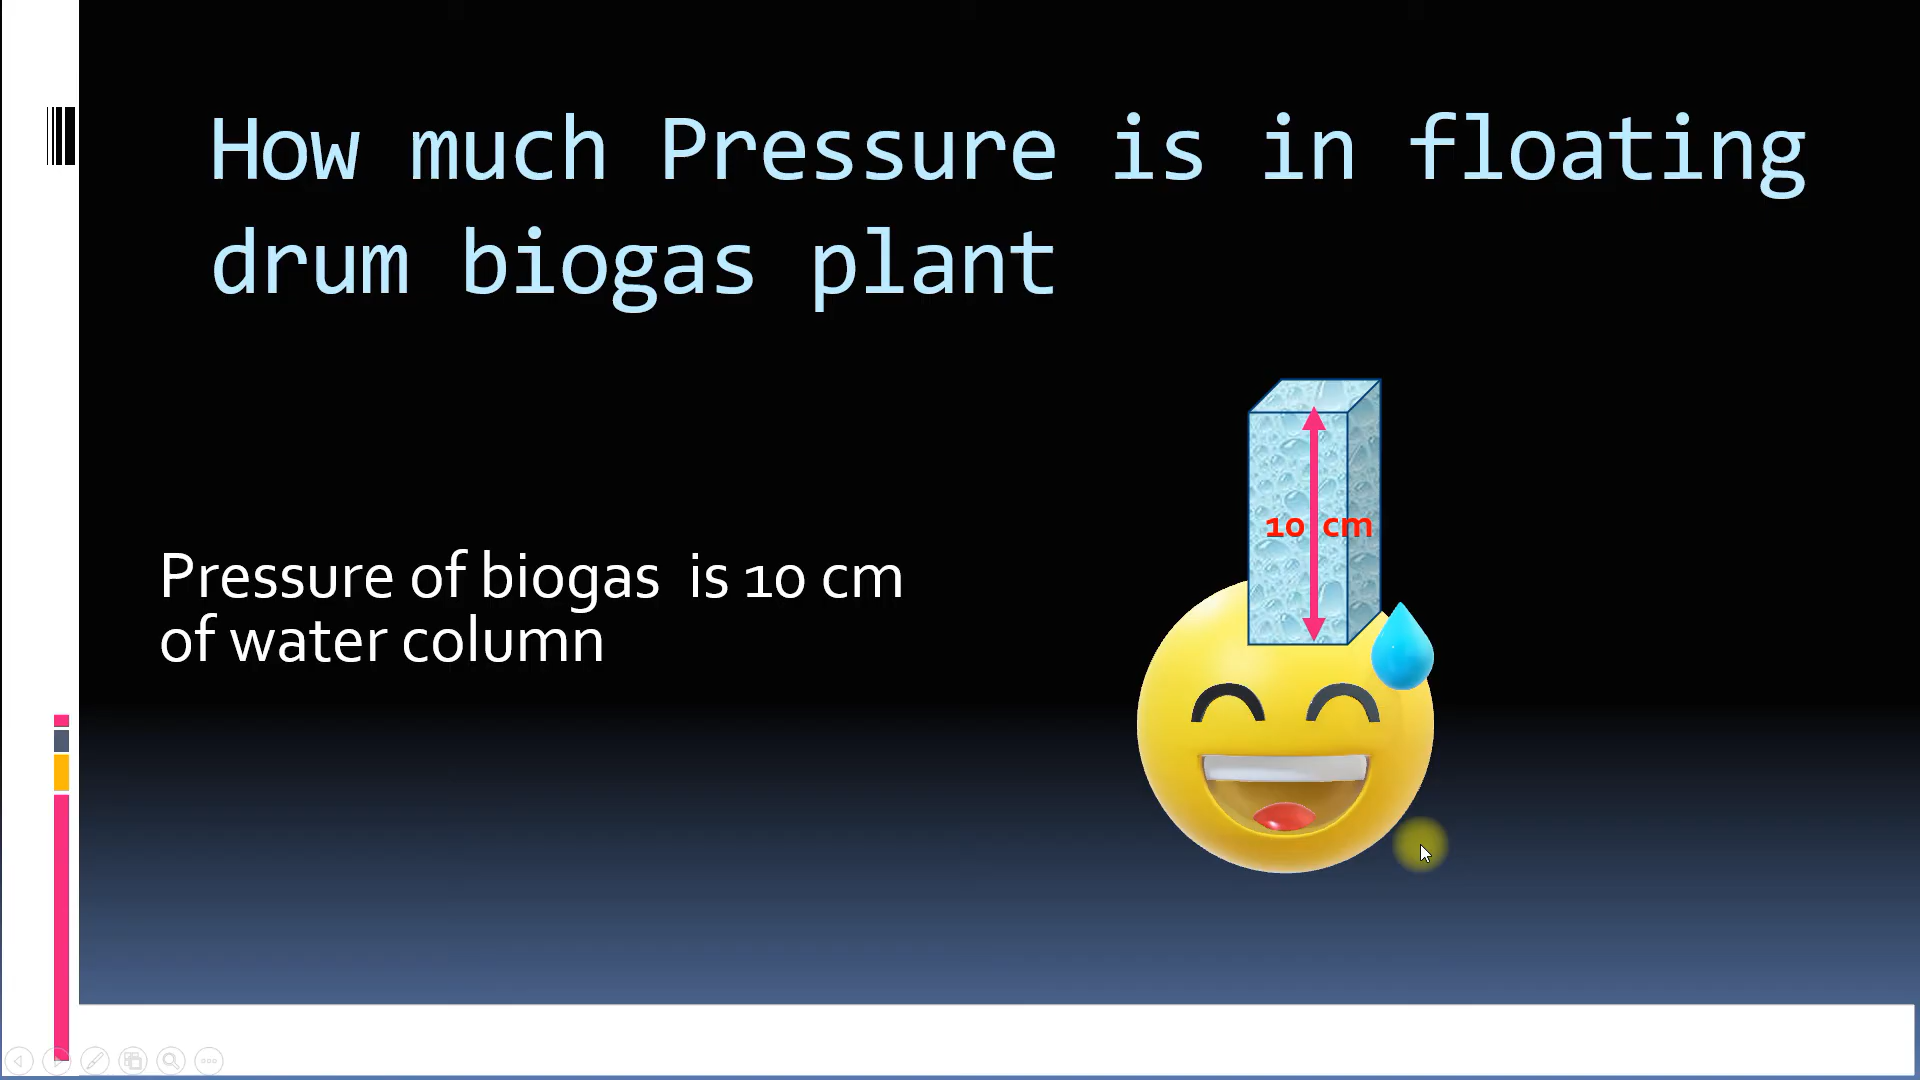 How much Pressure is in floating
drum biogas plant
10 cm
Pressure of biogas  is 10 cm
of water column